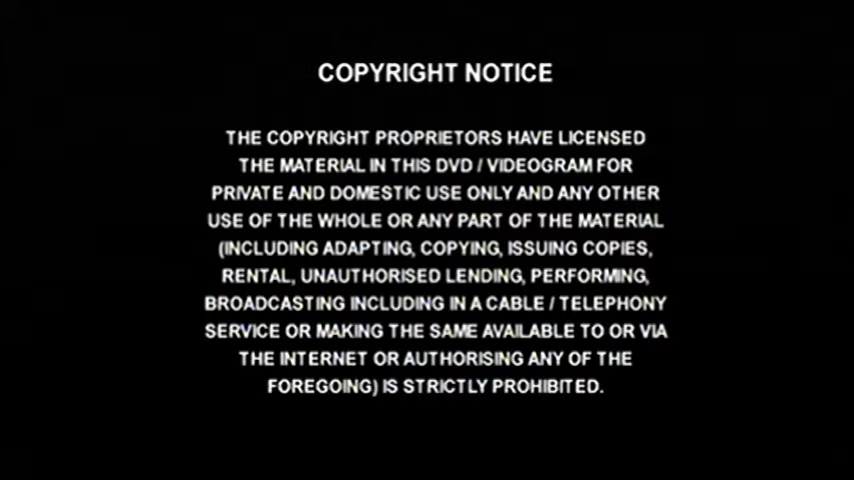 COPYRIGHT NOTICE
THE COPYRIGHT PROPRIETORS HAVE LICENSED
THE MATERIAL IN THIS DVD / VIDEOGRAM FOR
PRIVATE AND DOMESTIC USE ONLY AND ANY OTHER
USE OF THE WHOLE OR ANY PART OF THE MATERIAL
(INCLUDING ADAPTING, COPYING, ISSUING COPIES,
RENTAL, UNAUTHORISED LENDING, PERFORMING,
BROADCASTING INCLUDING IN A CABLE / TELEPHONY
SERVICE OR MAKING THE SAME AVAILABLE TO OR VIA
THE INTERNET OR AUTHORISING ANY OF THE
FOREGOING) IS STRICTLY PROHIBITED.